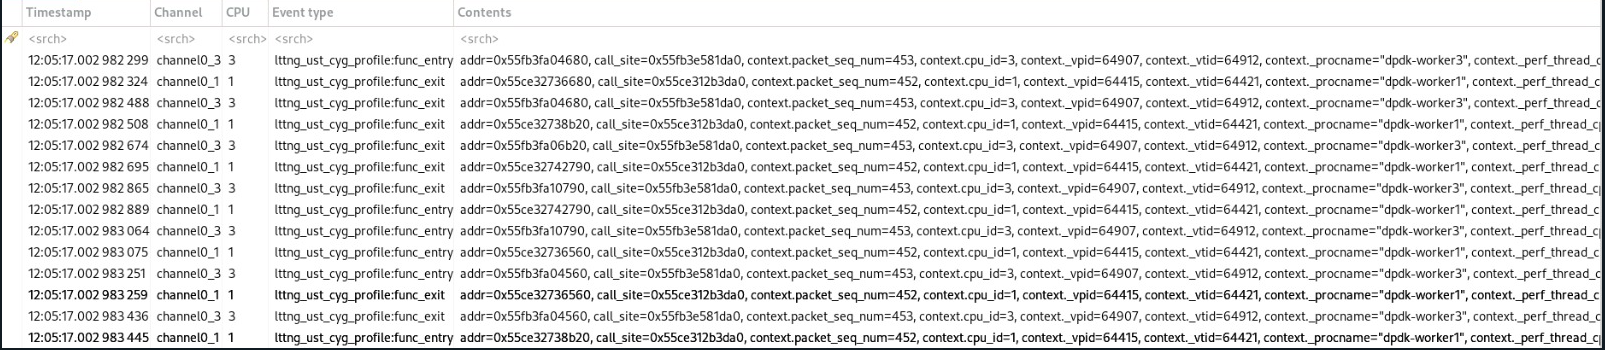 Timestamp Channel CPU Event type Contents
<srch> <srch> <srch> <srch> <srch>
12:05:17.002 982 299 channel0_3 3 lttng_ust_cyg_profile:func_entry addr=0x55fb3fa04680, call_site=0x55fb3e581da0, context.packet_seq_num=453, context.cpu_id=3, context._vpid=64907, context._vtid=64912, context._procname="dpdk-worker3", context._perf_thread_c
12:05:17.002 982 324 channel0_1 1 lttng_ust_cyg_profile:func_exit addr=0x55ce32736680, call_site=0x55ce312b3da0, context.packet_seq_num=452, context.cpu_id=1, context._vpid=64415, context._vtid=64421, context._procname="dpdk-worker1", context._perf_thread_c
12:05:17.002 982 488 channel0_3 3 lttng_ust_cyg_profile:func_exit addr=0x55fb3fa04680, call_site=0x55fb3e581da0, context.packet_seq_num=453, context.cpu_id=3, context._vpid=64907, context._vtid=64912, context._procname="dpdk-worker3", context._perf_thread_c
12:05:17.002 982 508 channel0_1 1 lttng_ust_cyg_profile:func_exit addr=0x55ce32738b20, call_site=0x55ce312b3da0, context.packet_seq_num=452, context.cpu_id=1, context._vpid=64415, context._vtid=64421, context._procname="dpdk-worker1", context._perf_thread_c
12:05:17.002 982 674 channel0_3 3 lttng_ust_cyg_profile:func_exit addr=0x55fb3fa06b20, call_site=0x55fb3e581da0, context.packet_seq_num=453, context.cpu_id=3, context._vpid=64907, context._vtid=64912, context._procname="dpdk-worker3", context._perf_thread_c
12:05:17.002 982 695 channel0_1 1 lttng_ust_cyg_profile:func_exit addr=0x55ce32742790, call_site=0x55ce312b3da0, context.packet_seq_num=452, context.cpu_id=1, context._vpid=64415, context._vtid=64421, context._procname="dpdk-worker1", context._perf_thread_c
12:05:17.002 982 865 channel0_3 3 lttng_ust_cyg_profile:func_exit addr=0x55fb3fa10790, call_site=0x55fb3e581da0, context.packet_seq_num=453, context.cpu_id=3, context._vpid=64907, context._vtid=64912, context._procname="dpdk-worker3", context._perf_thread_c
12:05:17.002 982 889 channel0_1 1 lttng_ust_cyg_profile:func_entry addr=0x55ce32742790, call_site=0x55ce312b3da0, context.packet_seq_num=452, context.cpu_id=1, context._vpid=64415, context._vtid=64421, context._procname="dpdk-worker1", context._perf_thread_c
12:05:17.002 983 064 channel0_3 3 lttng_ust_cyg_profile:func_entry addr=0x55fb3fa10790, call_site=0x55fb3e581da0, context.packet_seq_num=453, context.cpu_id=3, context._vpid=64907, context._vtid=64912, context._procname="dpdk-worker3", context._perf_thread_c
12:05:17.002 983 075 channel0_1 1 lttng_ust_cyg_profile:func_entry addr=0x55ce32736560, call_site=0x55ce312b3da0, context.packet_seq_num=452, context.cpu_id=1, context._vpid=64415, context._vtid=64421, context._procname="dpdk-worker1", context._perf_thread_c
12:05:17.002 983 251 channel0_3 3 lttng_ust_cyg_profile:func_entry addr=0x55fb3fa04560, call_site=0x55fb3e581da0, context.packet_seq_num=453, context.cpu_id=3, context._vpid=64907, context._vtid=64912, context._procname="dpdk-worker3", context._perf_thread_c
12:05:17.002 983 259 channel0_1 1 lttng_ust_cyg_profile:func_exit addr=0x55ce32736560, call_site=0x55ce312b3da0, context.packet_seq_num=452, context.cpu_id=1, context._vpid=64415, context._vtid=64421, context._procname="dpdk-worker1", context._perf_thread_c
12:05:17.002 983 436 channel0_3 3 lttng_ust_cyg_profile:func_exit addr=0x55fb3fa04560, call_site=0x55fb3e581da0, context.packet_seq_num=453, context.cpu_id=3, context._vpid=64907, context._vtid=64912, context._procname="dpdk-worker3", context._perf_thread_c
12:05:17.002 983 445 channel0_1 1 lttng_ust_cyg_profile:func_entry addr=0x55ce32738b20, call_site=0x55ce312b3da0, context.packet_seq_num=452, context.cpu_id=1, context._vpid=64415, context._vtid=64421, context._procname="dpdk-worker1", context._perf_thread_c